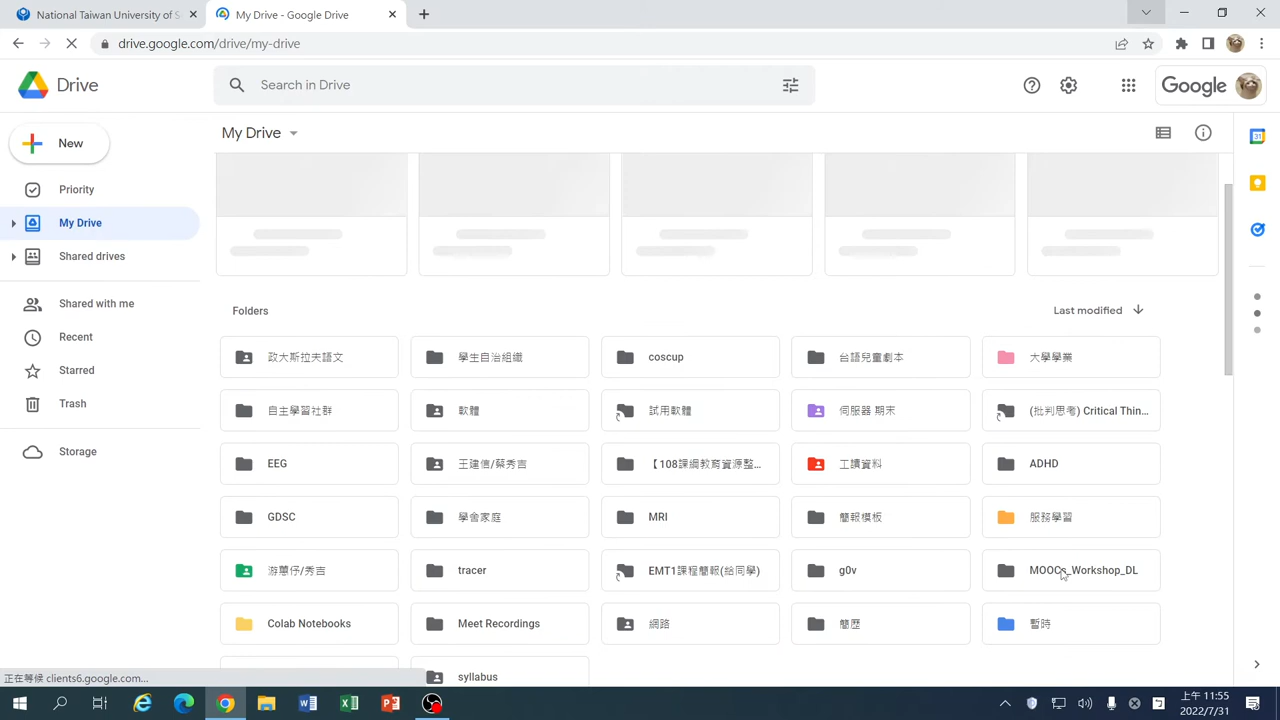 National Taiwan University of S
My Drive - Google Drive
drive.google.com/drive/my-drive
Drive
Search in Drive
Google
New
My Drive
Priority
My Drive
Shared drives
Shared with me
Recent
Starred
Trash
Storage
Folders
Last modified
政大斯拉夫語文
學生自治組織
coscup
台語兒童劇本
大學學業
自主學習社群
軟體
試用軟體
伺服器 期末
(批判思考) Critical Thin...
EEG
王建信/蔡秀吉
【108課綱教育資源整...
工讀資料
ADHD
GDSC
學舍家庭
MRI
簡報模板
服務學習
游蕙伃/秀吉
tracer
EMT1課程簡報(給同學)
g0v
MOOCs_Workshop_DL
Colab Notebooks
Meet Recordings
網路
簡歷
暫時
syllabus
正在等候 clients6.google.com...
31
上午 11:55
2022/7/31